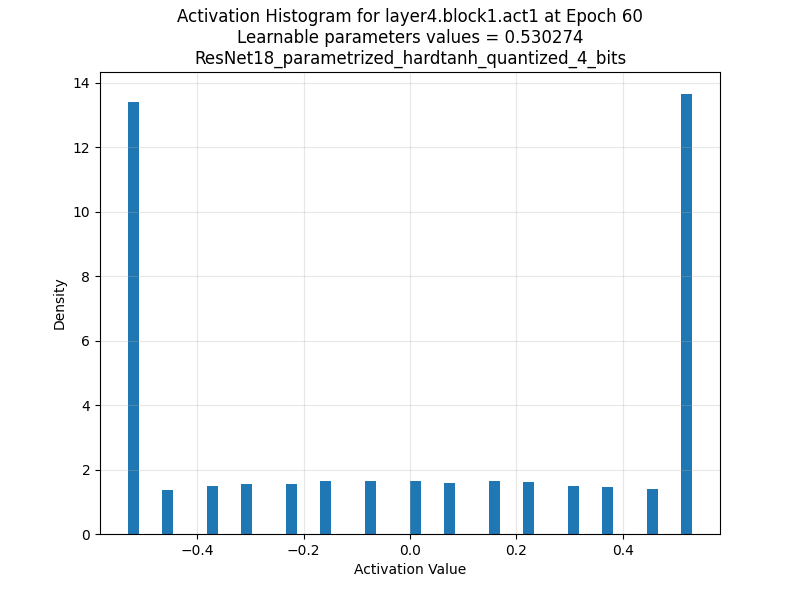 Activation Histogram for layer4.block1.act1 at Epoch 60
Learnable parameters values = 0.530274
ResNet18_parametrized_hardtanh_quantized_4_bits
14
12
10
8
6
4
2
0
Density
−0.4 −0.2 0.0 0.2 0.4
Activation Value